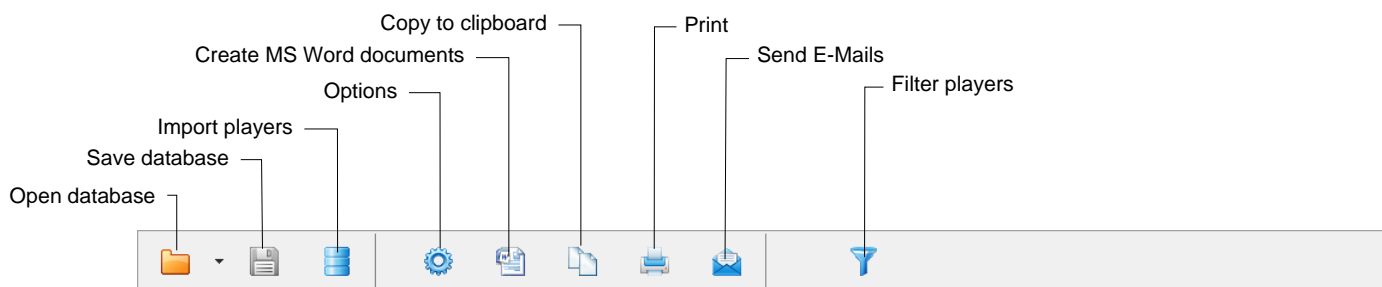 Copy to clipboard
Print
Create MS Word documents
Send E-Mails
Options
Filter players
Import players
Save database
Open database